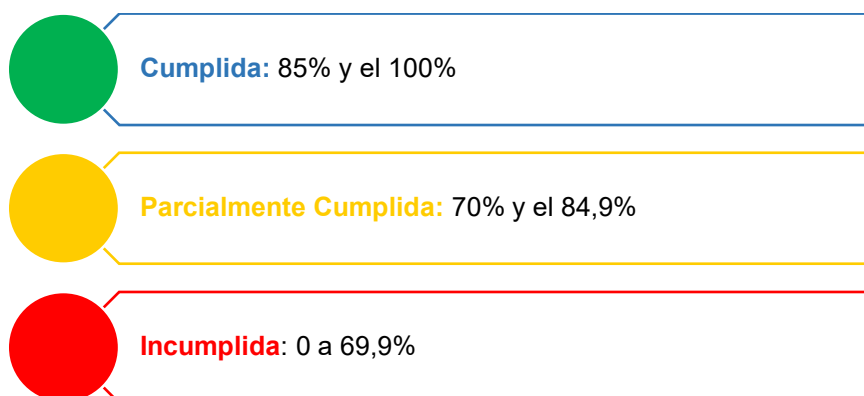 Cumplida: 85% y el 100%
Parcialmente Cumplida: 70% y el 84,9%
Incumplida: 0 a 69,9%